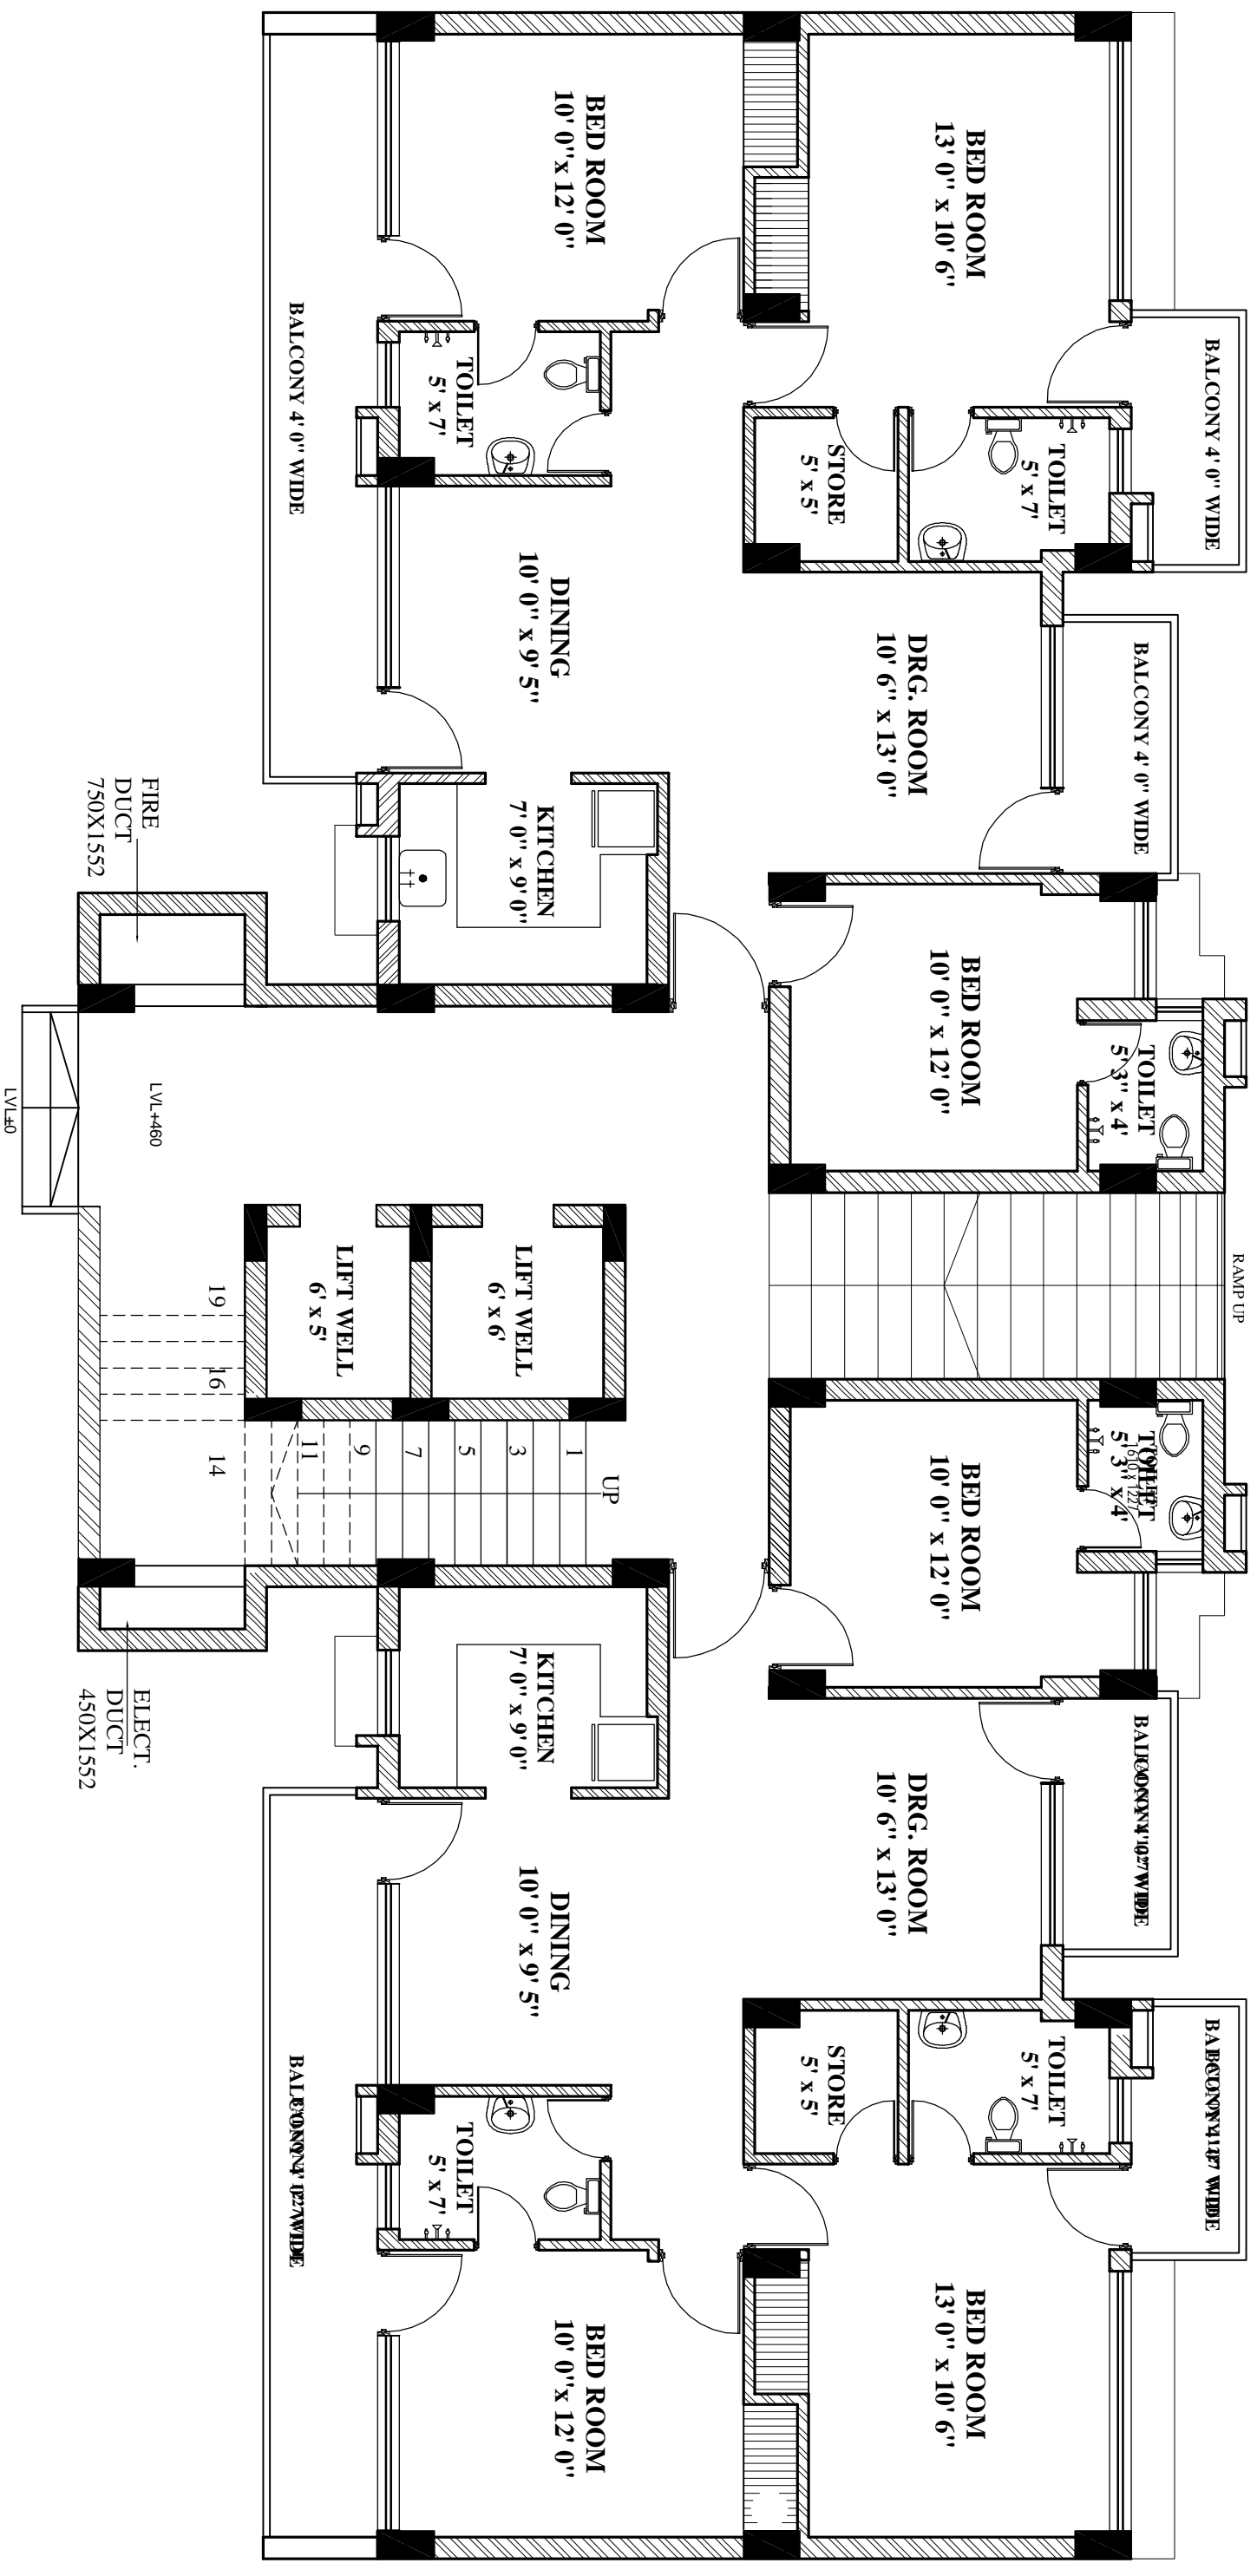 BED ROOM
13' 0" x 10' 6"
BED ROOM
10' 0" x 12' 0"
BALCONY 4' 0" WIDE
BALCONY 4' 0" WIDE
TOILET
5' x 7'
TOILET
5' x 7'
STORE
5' x 5'
DINING
10' 0" x 9' 5"
DRG. ROOM
10' 6" x 13' 0"
BALCONY 4' 0" WIDE
KITCHEN
7' 0" x 9' 0"
FIRE
DUCT
750X1552
BED ROOM
10' 0" x 12' 0"
TOILET
5' 3" x 4'
LVL+460
LVL±0
RAMP UP
LIFT WELL
6' x 5'
LIFT WELL
6' x 6'
19
16
14
11
9
7
5
3
1
UP
BED ROOM
10' 0" x 12' 0"
TOILET
5' 3" x 4'
1610 x 1227
KITCHEN
7' 0" x 9' 0"
ELECT.
DUCT
450X1552
DRG. ROOM
10' 6" x 13' 0"
DINING
10' 0" x 9' 5"
STORE
5' x 5'
TOILET
5' x 7'
TOILET
5' x 7'
BED ROOM
13' 0" x 10' 6"
BED ROOM
10' 0" x 12' 0"